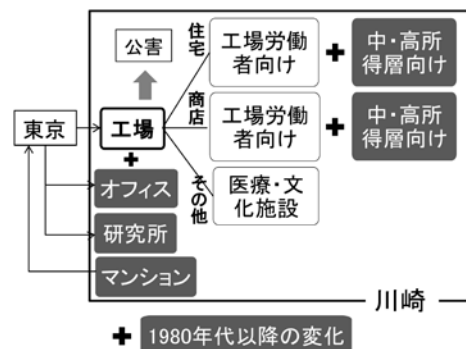 公害
住宅
工場労働
者向け
中・高所
得層向け
東京
工場
商店
工場労働
者向け
中・高所
得層向け
オフィス
その他
医療・文
化施設
研究所
マンション
川崎
1980年代以降の変化